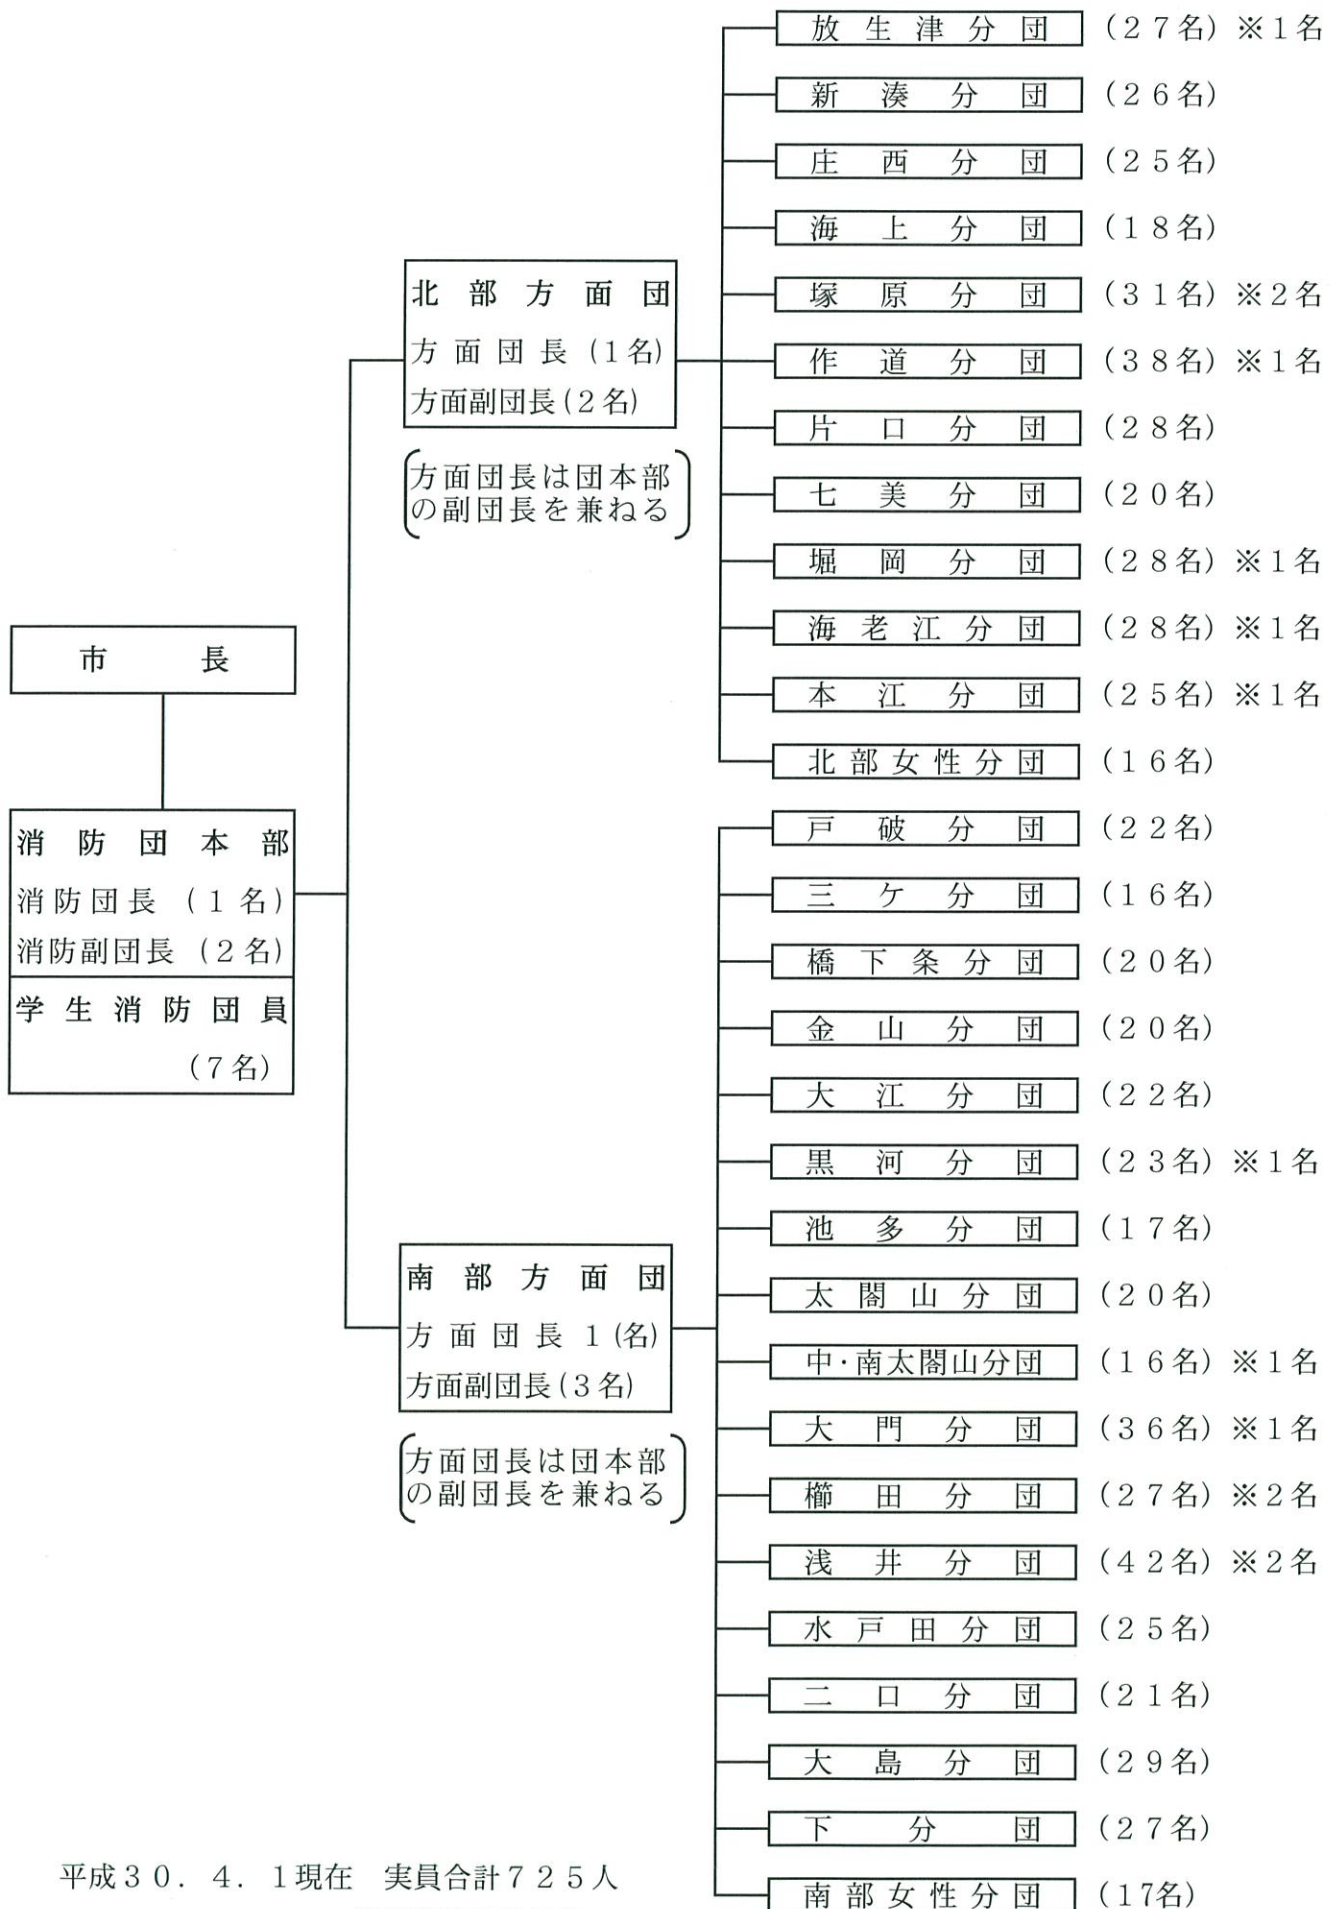 市長
消防団本部
消防団長 (1名)
消防副団長 (2名)
学生消防団員
(7名)
北部方面団
方面団長 (1名)
方面副団長 (2名)
方面団長は団本部
の副団長を兼ねる
放生津分団 (27名) ※1名
新湊分団 (26名)
庄西分団 (25名)
海上分団 (18名)
塚原分団 (31名) ※2名
作道分団 (38名) ※1名
片口分団 (28名)
七美分団 (20名)
堀岡分団 (28名) ※1名
海老江分団 (28名) ※1名
本江分団 (25名) ※1名
北部女性分団 (16名)
南部方面団
方面団長 1 (名)
方面副団長 (3名)
方面団長は団本部
の副団長を兼ねる
戸破分団 (22名)
三ケ分団 (16名)
橋下条分団 (20名)
金山分団 (20名)
大江分団 (22名)
黒河分団 (23名) ※1名
池多分団 (17名)
太閤山分団 (20名)
中・南太閤山分団 (16名) ※1名
大門分団 (36名) ※1名
櫛田分団 (27名) ※2名
浅井分団 (42名) ※2名
水戸田分団 (25名)
二口分団 (21名)
大島分団 (29名)
下分団 (27名)
南部女性分団 (17名)
平成30.4.1現在 実員合計725人